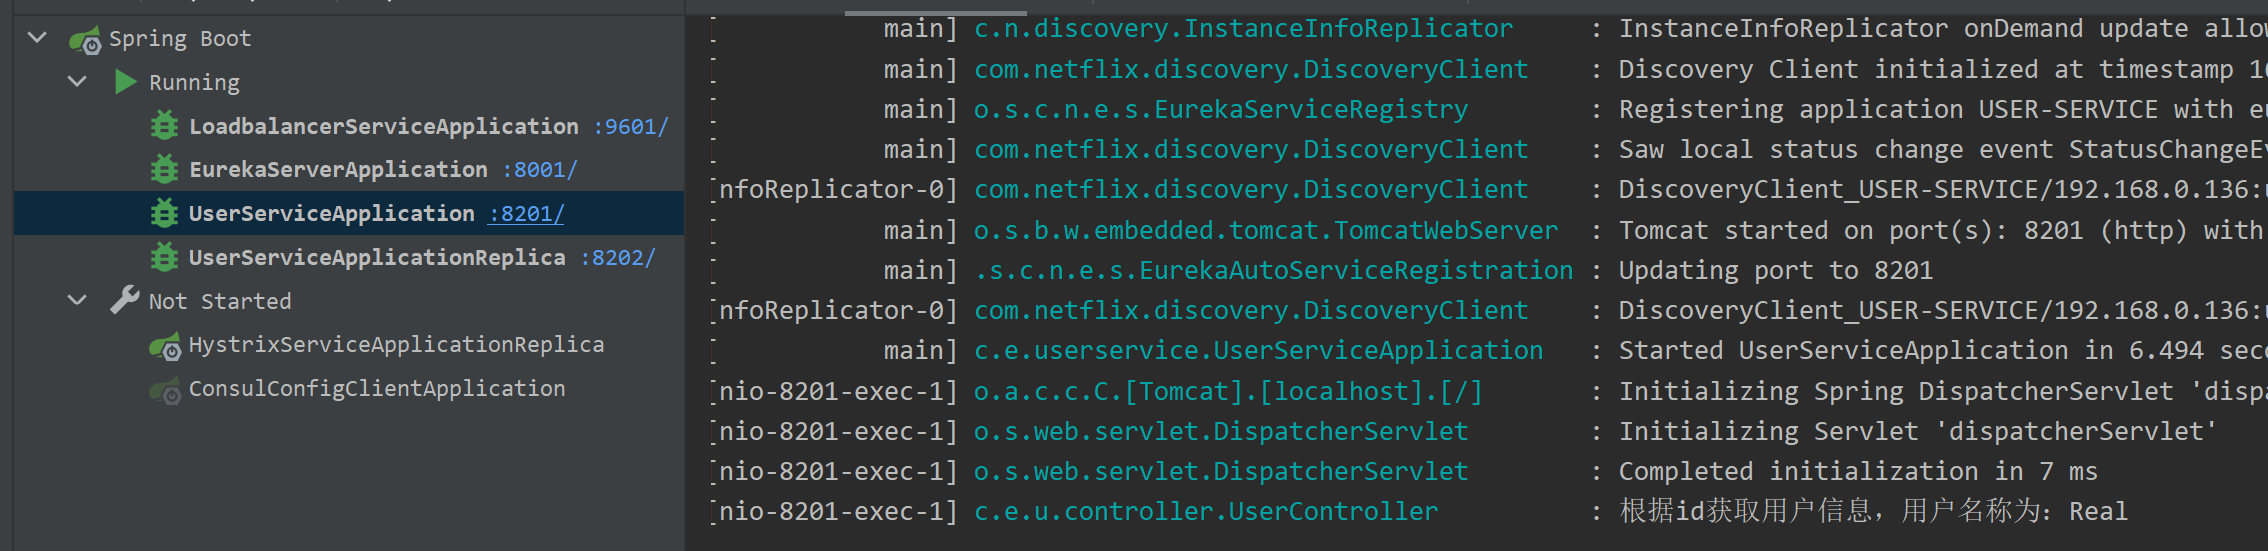 Spring Boot
Running
LoadbalancerServiceApplication :9601/
EurekaServerApplication :8001/
UserServiceApplication :8201/
UserServiceApplicationReplica :8202/
Not Started
HystrixServiceApplicationReplica
ConsulConfigClientApplication
[ main] c.n.discovery.InstanceInfoReplicator : InstanceInfoReplicator onDemand update allow
[ main] com.netflix.discovery.DiscoveryClient : Discovery Client initialized at timestamp 16
[ main] o.s.c.n.e.s.EurekaServiceRegistry : Registering application USER-SERVICE with eu
[ main] com.netflix.discovery.DiscoveryClient : Saw local status change event StatusChangeEv
[nfoReplicator-0] com.netflix.discovery.DiscoveryClient : DiscoveryClient_USER-SERVICE/192.168.0.136:u
[ main] o.s.b.w.embedded.tomcat.TomcatWebServer : Tomcat started on port(s): 8201 (http) with
[ main] .s.c.n.e.s.EurekaAutoServiceRegistration : Updating port to 8201
[nfoReplicator-0] com.netflix.discovery.DiscoveryClient : DiscoveryClient_USER-SERVICE/192.168.0.136:u
[ main] c.e.userservice.UserServiceApplication : Started UserServiceApplication in 6.494 seco
[nio-8201-exec-1] o.a.c.c.C.[Tomcat].[localhost].[/] : Initializing Spring DispatcherServlet 'dispa
[nio-8201-exec-1] o.s.web.servlet.DispatcherServlet : Initializing Servlet 'dispatcherServlet'
[nio-8201-exec-1] o.s.web.servlet.DispatcherServlet : Completed initialization in 7 ms
[nio-8201-exec-1] c.e.u.controller.UserController : 根据id获取用户信息，用户名称为：Real